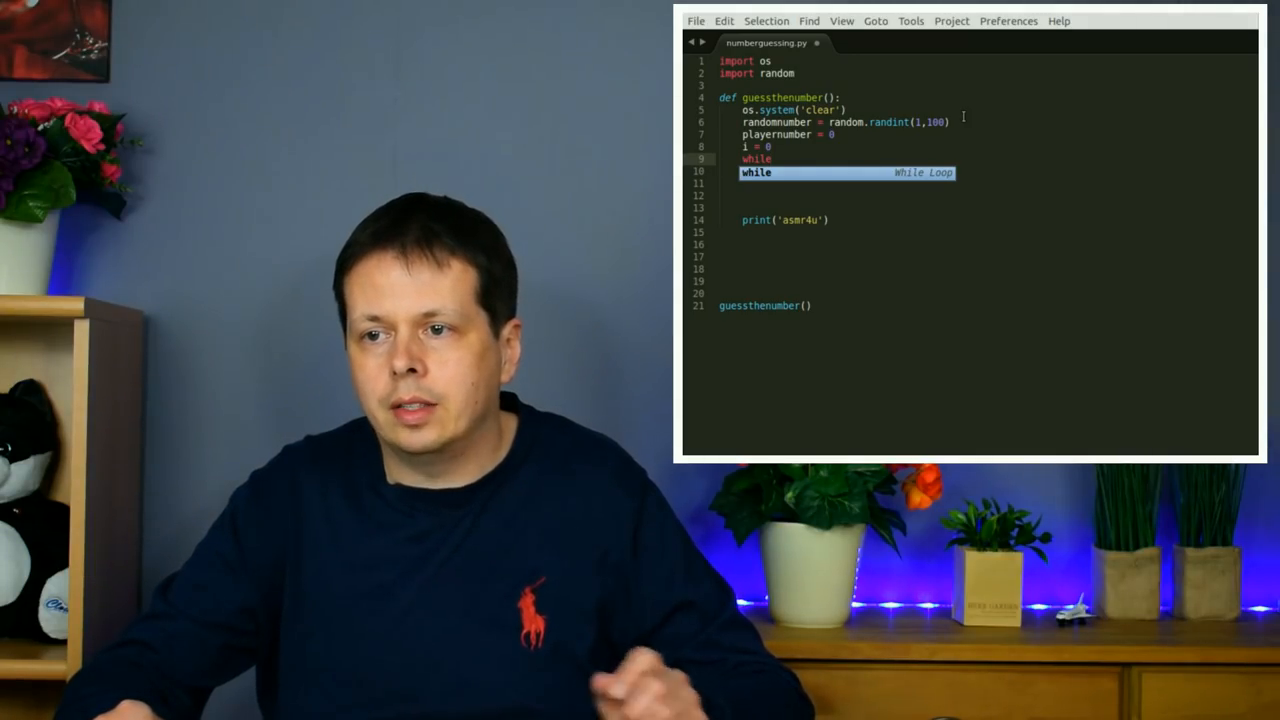 File Edit Selection Find View Goto Tools Project Preferences Help
numberguessing.py
1 import os
2 import random
3
4 def guessthenumber():
5 os.system('clear')
6 randomnumber = random.randint(1,100)
7 playernumber = 0
8 i = 0
9 while
10 while While Loop
11
12
13
14 print('asmr4u')
15
16
17
18
19
20
21 guessthenumber()